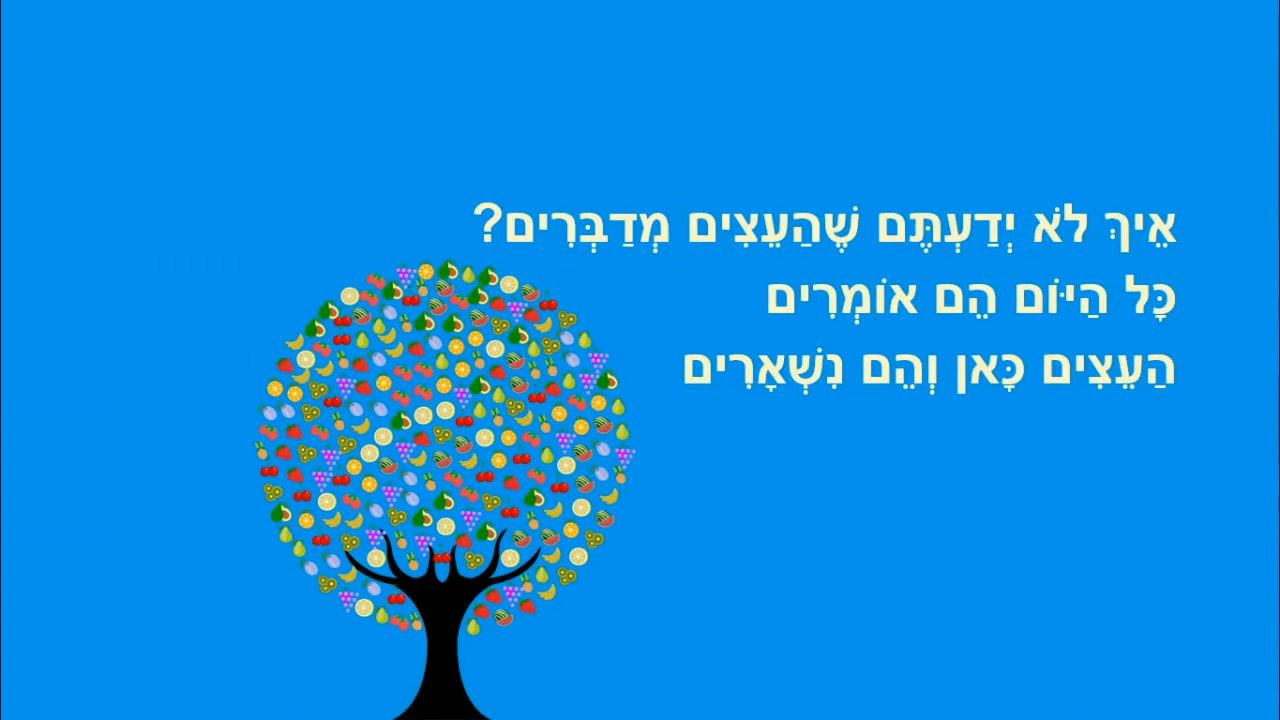 אֵיךְ לֹא יְדַעְתֶּם שֶׁהַעֵצִים מְדַבְּרִים?
כָּל הַיּוֹם הֵם אוֹמְרִים
הַעֵצִים כָּאן וְהֵם נִשְׁאָרִים